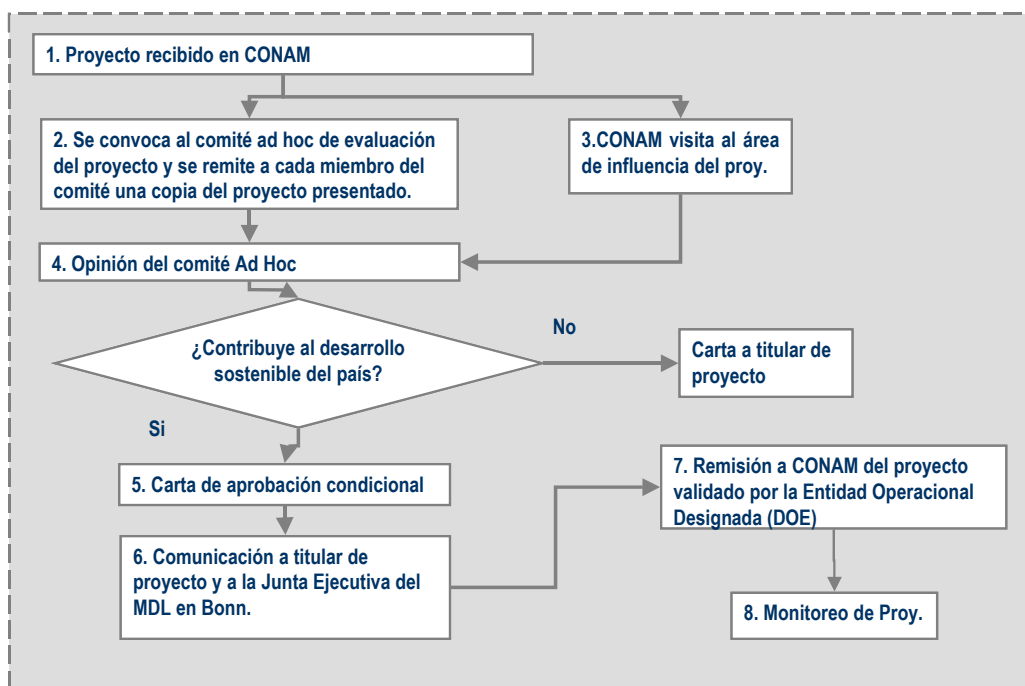 1. Proyecto recibido en CONAM
2. Se convoca al comité ad hoc de evaluación
del proyecto y se remite a cada miembro del
comité una copia del proyecto presentado.
3.CONAM visita al área
de influencia del proy.
4. Opinión del comité Ad Hoc
¿Contribuye al desarrollo
sostenible del país?
No
Carta a titular de
proyecto
Si
5. Carta de aprobación condicional
6. Comunicación a titular de
proyecto y a la Junta Ejecutiva del
MDL en Bonn.
7. Remisión a CONAM del proyecto
validado por la Entidad Operacional
Designada (DOE)
8. Monitoreo de Proy.